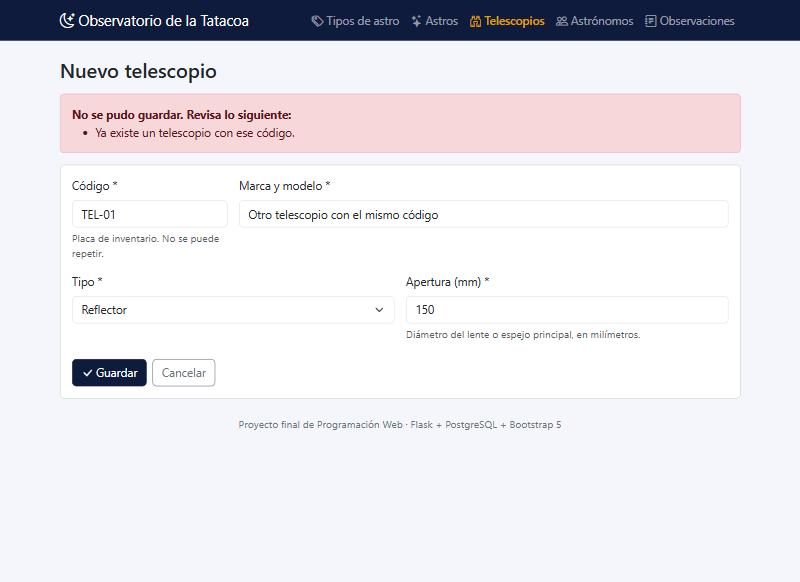 Observatorio de la Tatacoa
Tipos de astro
Astros
Telescopios
Astrónomos
Observaciones
Nuevo telescopio
No se pudo guardar. Revisa lo siguiente:
• Ya existe un telescopio con ese código.
Código *
Marca y modelo *
TEL-01
Otro telescopio con el mismo código
Placa de inventario. No se puede
repetir.
Tipo *
Apertura (mm) *
Reflector
150
Diámetro del lente o espejo principal, en milímetros.
Guardar
Cancelar
Proyecto final de Programación Web · Flask + PostgreSQL + Bootstrap 5